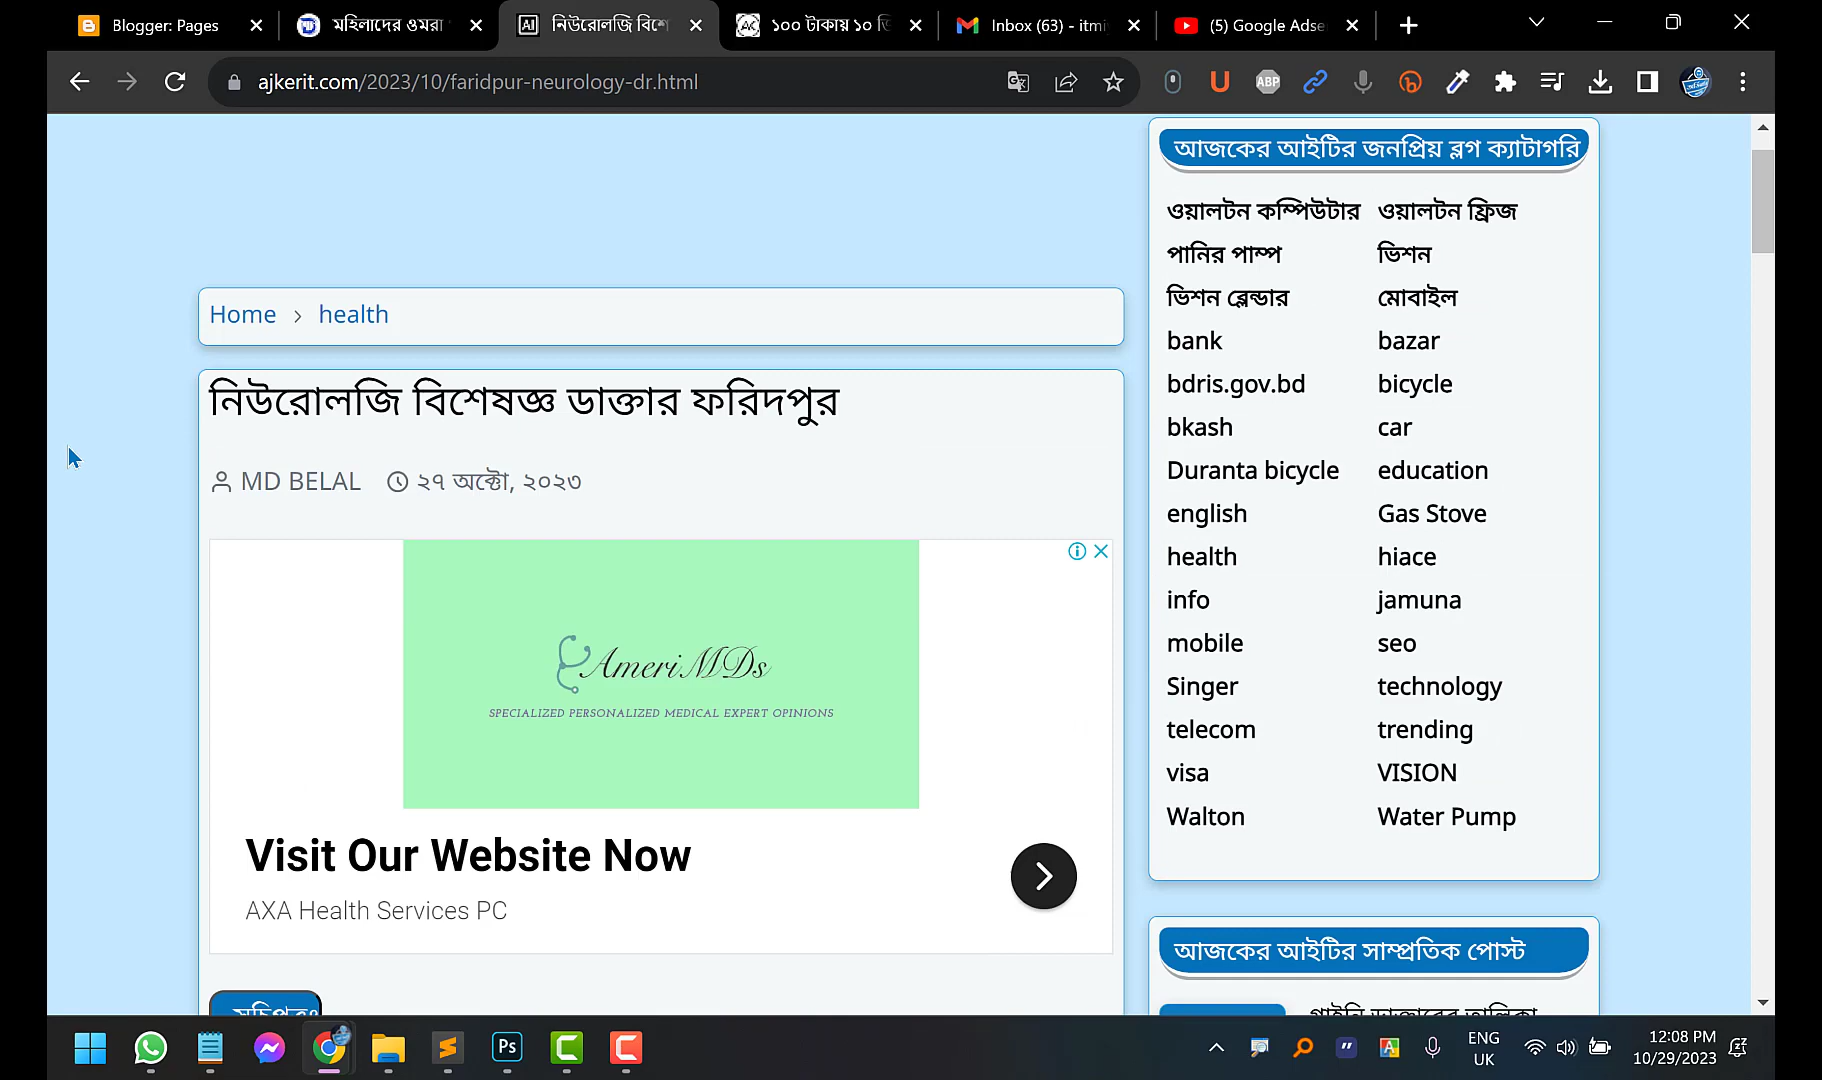 Blogger: Pages
মহিলাদের ওমরা
নিউরোলজি বিশে
১০০ টাকায় ১০ জি
Inbox (63) - itmi
(5) Google Adse
ajkerit.com/2023/10/faridpur-neurology-dr.html
ABP
Home > health
নিউরোলজি বিশেষজ্ঞ ডাক্তার ফরিদপুর
MD BELAL ২৭ অক্টো, ২০২৩
AmeriMDs
SPECIALIZED PERSONALIZED MEDICAL EXPERT OPINIONS
Visit Our Website Now
AXA Health Services PC
সূচিপত্রঃ
আজকের আইটির জনপ্রিয় ব্লগ ক্যাটাগরি
ওয়ালটন কম্পিউটার ওয়ালটন ফ্রিজ
পানির পাম্প ভিশন
ভিশন ব্লেন্ডার মোবাইল
bank bazar
bdris.gov.bd bicycle
bkash car
Duranta bicycle education
english Gas Stove
health hiace
info jamuna
mobile seo
Singer technology
telecom trending
visa VISION
Walton Water Pump
আজকের আইটির সাম্প্রতিক পোস্ট
গাইনি ডাক্তারের তালিকা
Ps
ENG
UK
12:08 PM
10/29/2023